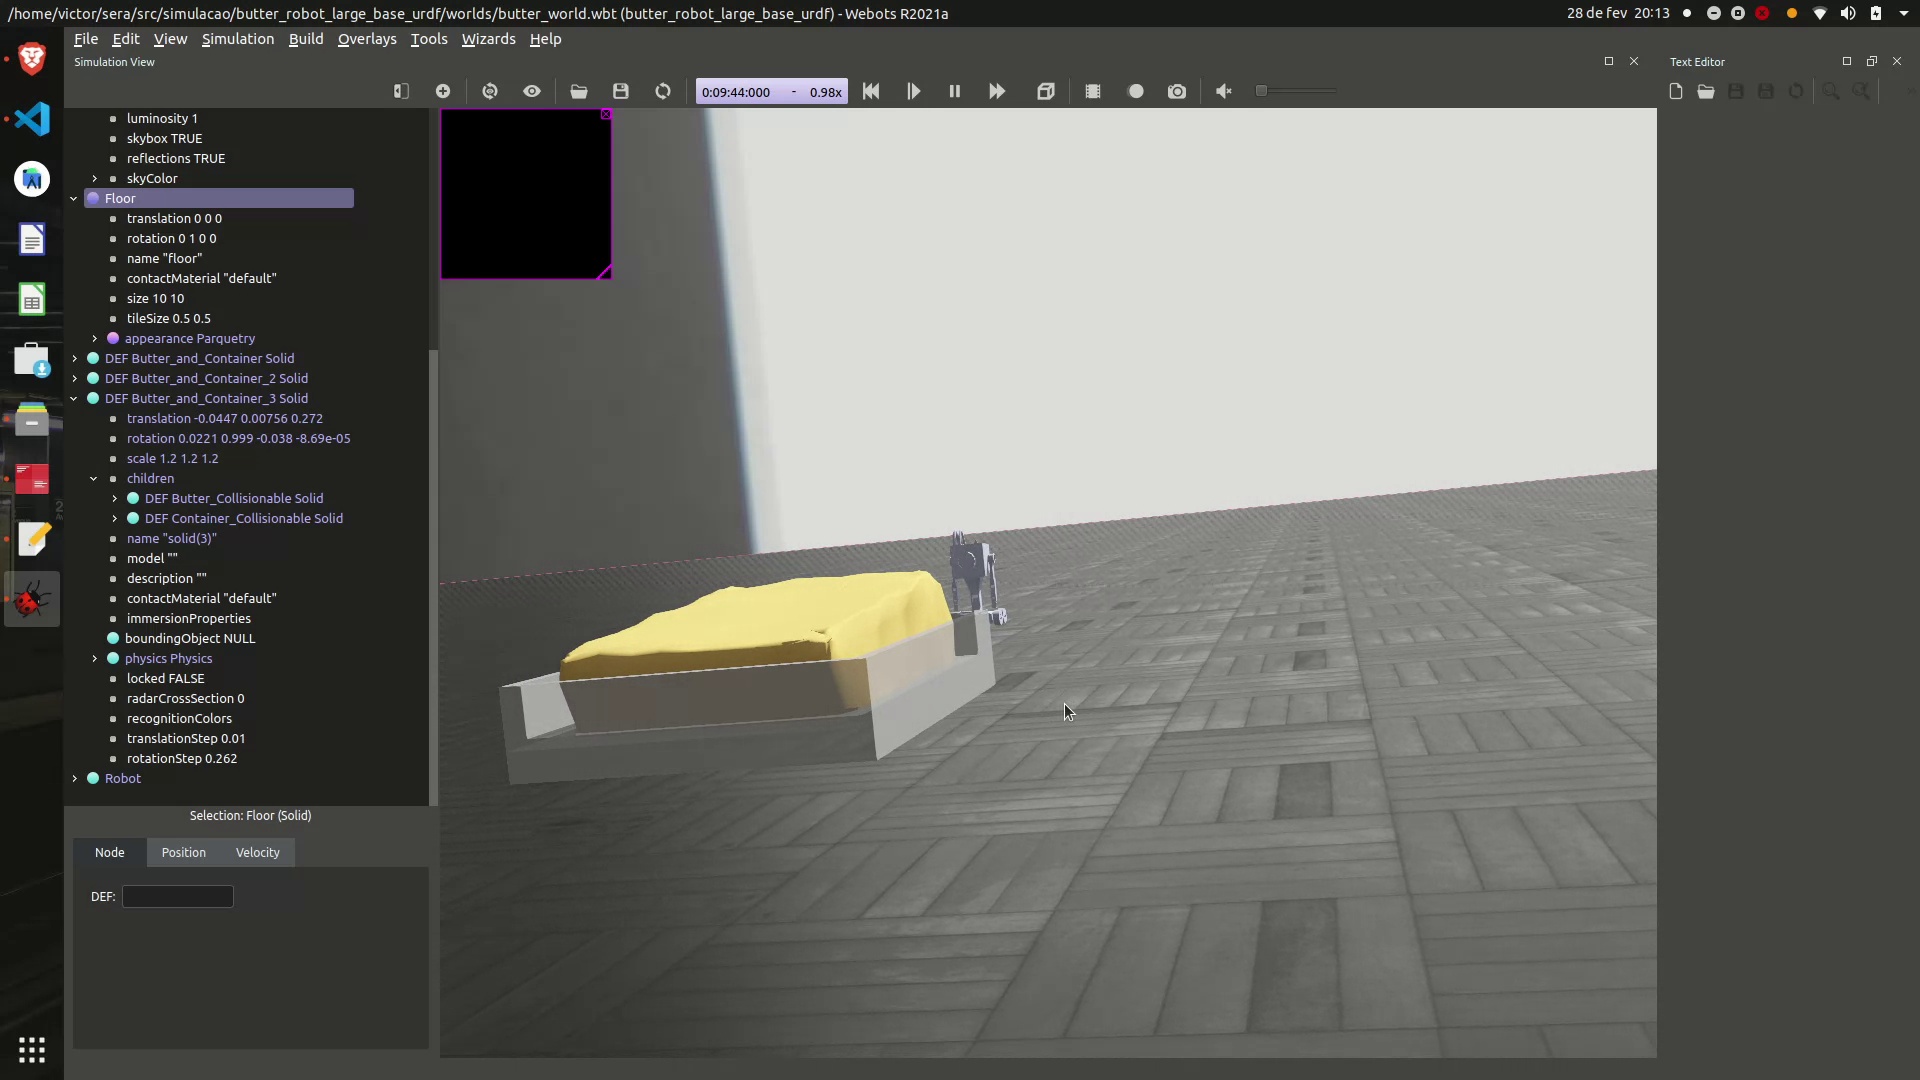 /home/victor/sera/src/simulacao/butter_robot_large_base_urdf/worlds/butter_world.wbt (butter_robot_large_base_urdf) - Webots R2021a
28 de fev 20:13
File Edit View Simulation Build Overlays Tools Wizards Help
Simulation View
Text Editor
0:09:44:000 - 0.98x
luminosity 1
skybox TRUE
reflections TRUE
skyColor
Floor
translation 0 0 0
rotation 0 1 0 0
name "floor"
contactMaterial "default"
size 10 10
tileSize 0.5 0.5
appearance Parquetry
DEF Butter_and_Container Solid
DEF Butter_and_Container_2 Solid
DEF Butter_and_Container_3 Solid
translation -0.0447 0.00756 0.272
rotation 0.0221 0.999 -0.038 -8.69e-05
scale 1.2 1.2 1.2
children
DEF Butter_Collisionable Solid
DEF Container_Collisionable Solid
name "solid(3)"
model ""
description ""
contactMaterial "default"
immersionProperties
boundingObject NULL
physics Physics
locked FALSE
radarCrossSection 0
recognitionColors
translationStep 0.01
rotationStep 0.262
Robot
Selection: Floor (Solid)
Node Position Velocity
DEF: